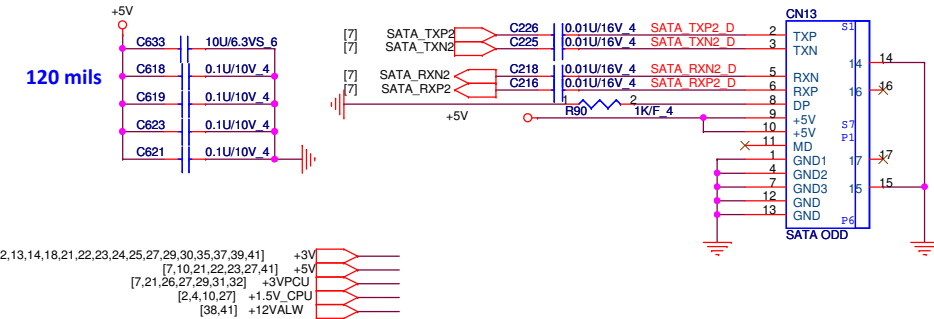 +5V
C633 10U/6.3VS_6
C618 0.1U/10V_4
120 mils
C619 0.1U/10V_4
C623 0.1U/10V_4
C621 0.1U/10V_4
CN13
[7] SATA_TXP2 C226 0.01U/16V_4 SATA_TXP2_D 2 TXP S1
[7] SATA_TXN2 C225 0.01U/16V_4 SATA_TXN2_D 3 TXN
14 14
[7] SATA_RXN2 C218 0.01U/16V_4 SATA_RXN2_D 5 RXN
[7] SATA_RXP2 C216 0.01U/16V_4 SATA_RXP2_D 6 RXP 16 16
1 R90 2 1K/F_4 8 DP
+5V 9 +5V S7
10 +5V P1
11 MD
1 GND1 17 17
4 GND2
7 GND3 15 15
12 GND
13 GND P6
SATA ODD
2,13,14,18,21,22,23,24,25,27,29,30,35,37,39,41] +3V
[7,10,21,22,23,27,41] +5V
[7,21,26,27,29,31,32] +3VPCU
[2,4,10,27] +1.5V_CPU
[38,41] +12VALW